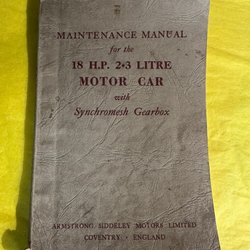 MAINTENANCE MANUAL
for the
18 H.P. 2·3 LITRE
MOTOR CAR
with
Synchromesh Gearbox
ARMSTRONG SIDDELEY MOTORS LIMITED
COVENTRY · ENGLAND